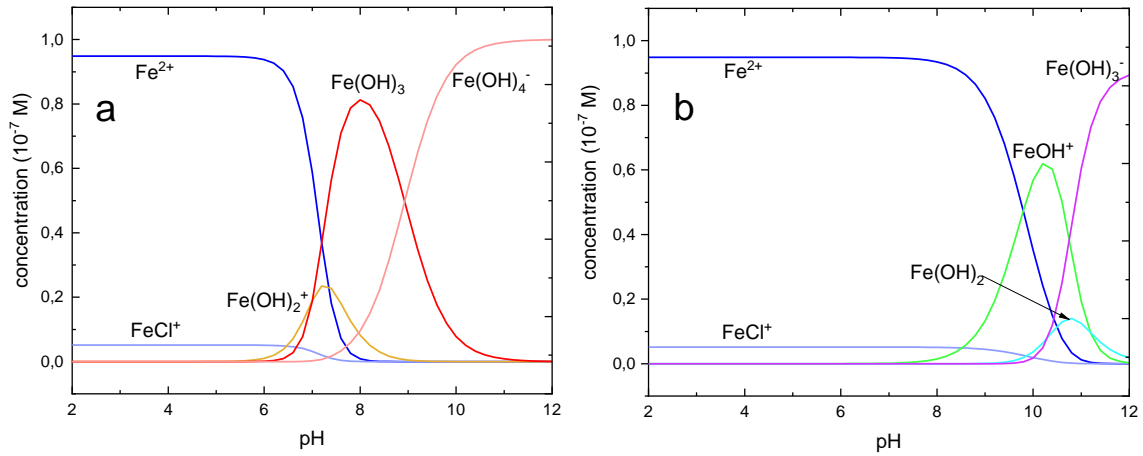 a
concentration (10⁻⁷ M)
1,0
0,8
0,6
0,4
0,2
0,0
Fe²⁺
Fe(OH)₃
Fe(OH)₄⁻
Fe(OH)₂⁺
FeCl⁺
2 4 6 8 10 12
pH
b
concentration (10⁻⁷ M)
1,0
0,8
0,6
0,4
0,2
0,0
Fe²⁺
Fe(OH)₃⁻
FeOH⁺
Fe(OH)₂
FeCl⁺
2 4 6 8 10 12
pH